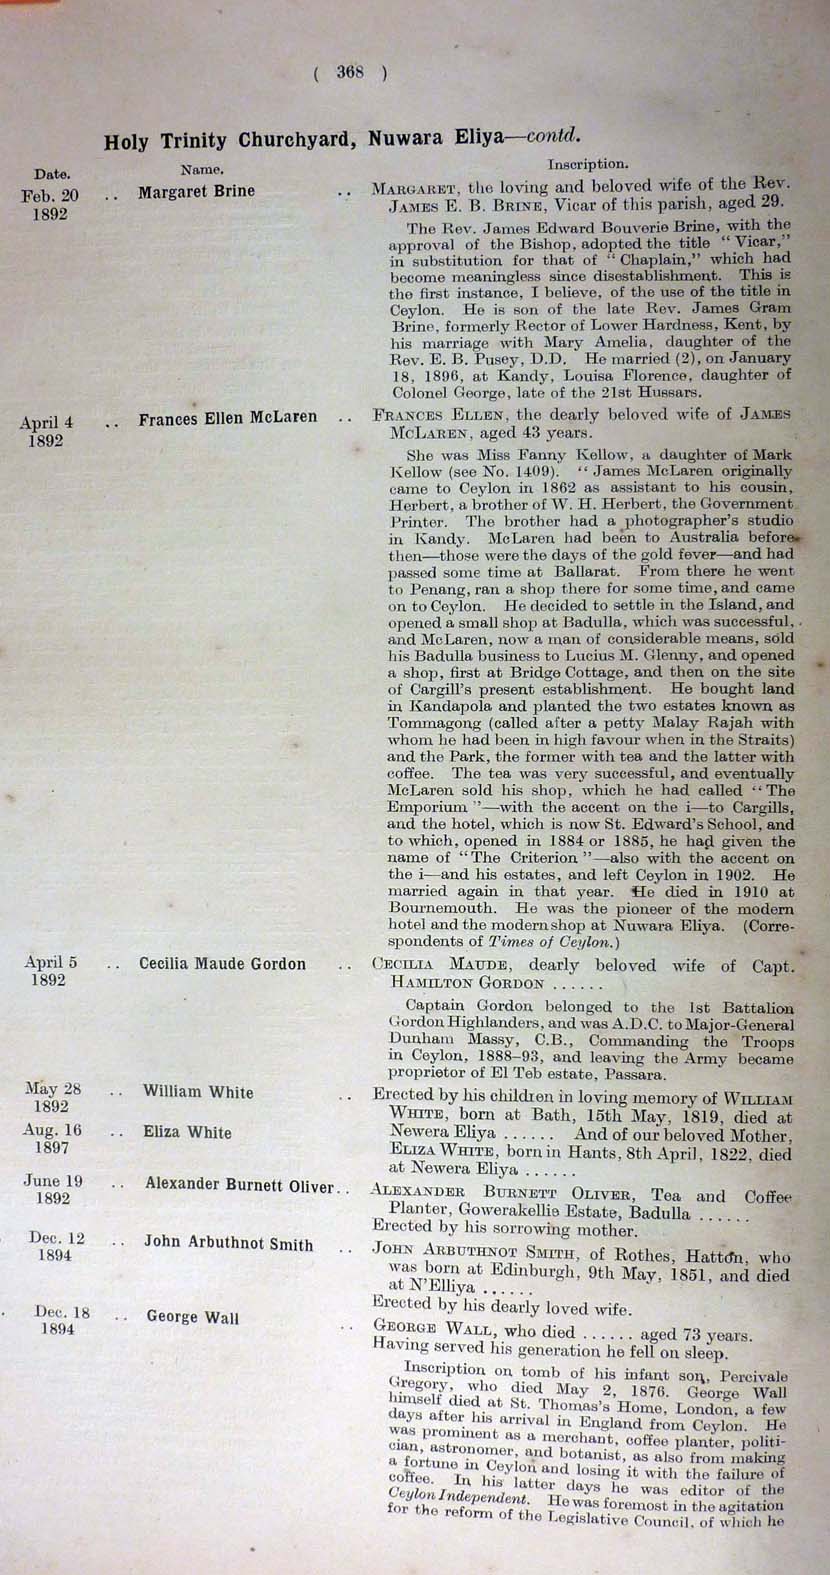 ( 368 )
Holy Trinity Churchyard, Nuwara Eliya—contd.
Date. Name. Inscription.
Feb. 20 .. Margaret Brine .. MARGARET, the loving and beloved wife of the Rev.
1892 JAMES E. B. BRINE, Vicar of this parish, aged 29.
The Rev. James Edward Bouverie Brine, with the
approval of the Bishop, adopted the title "Vicar,"
in substitution for that of "Chaplain," which had
become meaningless since disestablishment. This is
the first instance, I believe, of the use of the title in
Ceylon. He is son of the late Rev. James Gram
Brine, formerly Rector of Lower Hardness, Kent, by
his marriage with Mary Amelia, daughter of the
Rev. E. B. Pusey, D.D. He married (2), on January
18, 1896, at Kandy, Louisa Florence, daughter of
Colonel George, late of the 21st Hussars.
April 4 .. Frances Ellen McLaren .. FRANCES ELLEN, the dearly beloved wife of JAMES
1892 MCLAREN, aged 43 years.
She was Miss Fanny Kellow, a daughter of Mark
Kellow (see No. 1409). "James McLaren originally
came to Ceylon in 1862 as assistant to his cousin,
Herbert, a brother of W. H. Herbert, the Government
Printer. The brother had a photographer's studio
in Kandy. McLaren had been to Australia before
then—those were the days of the gold fever—and had
passed some time at Ballarat. From there he went
to Penang, ran a shop there for some time, and came
on to Ceylon. He decided to settle in the Island, and
opened a small shop at Badulla, which was successful,
and McLaren, now a man of considerable means, sold
his Badulla business to Lucius M. Glenny, and opened
a shop, first at Bridge Cottage, and then on the site
of Cargill's present establishment. He bought land
in Kandapola and planted the two estates known as
Tommagong (called after a petty Malay Rajah with
whom he had been in high favour when in the Straits)
and the Park, the former with tea and the latter with
coffee. The tea was very successful, and eventually
McLaren sold his shop, which he had called "The
Emporium"—with the accent on the i—to Cargills,
and the hotel, which is now St. Edward's School, and
to which, opened in 1884 or 1885, he had given the
name of "The Criterion"—also with the accent on
the i—and his estates, and left Ceylon in 1902. He
married again in that year. He died in 1910 at
Bournemouth. He was the pioneer of the modern
hotel and the modern shop at Nuwara Eliya. (Corre-
spondents of Times of Ceylon.)
April 5 .. Cecilia Maude Gordon .. CECILIA MAUDE, dearly beloved wife of Capt.
1892 HAMILTON GORDON ......
Captain Gordon belonged to the 1st Battalion
Gordon Highlanders, and was A.D.C. to Major-General
Dunham Massy, C.B., Commanding the Troops
in Ceylon, 1888–93, and leaving the Army became
proprietor of El Teb estate, Passara.
May 28 .. William White .. Erected by his children in loving memory of WILLIAM
1892 WHITE, born at Bath, 15th May, 1819, died at
Aug. 16 .. Eliza White Newera Eliya ...... And of our beloved Mother,
1897 ELIZA WHITE, born in Hants, 8th April, 1822, died
at Newera Eliya ......
June 19 .. Alexander Burnett Oliver.. ALEXANDER BURNETT OLIVER, Tea and Coffee
1892 Planter, Gowerakellie Estate, Badulla ......
Erected by his sorrowing mother.
Dec. 12 .. John Arbuthnot Smith .. JOHN ARBUTHNOT SMITH, of Rothes, Hatton, who
1894 was born at Edinburgh, 9th May, 1851, and died
at N'Elliya ......
Erected by his dearly loved wife.
Dec. 18 .. George Wall .. GEORGE WALL, who died ...... aged 73 years.
1894 Having served his generation he fell on sleep.
Inscription on tomb of his infant son, Percivale
Gregory, who died May 2, 1876. George Wall
himself died at St. Thomas's Home, London, a few
days after his arrival in England from Ceylon. He
was prominent as a merchant, coffee planter, politi-
cian, astronomer, and botanist, as also from making
a fortune in Ceylon and losing it with the failure of
coffee. In his latter days he was editor of the
Ceylon Independent. He was foremost in the agitation
for the reform of the Legislative Council, of which he